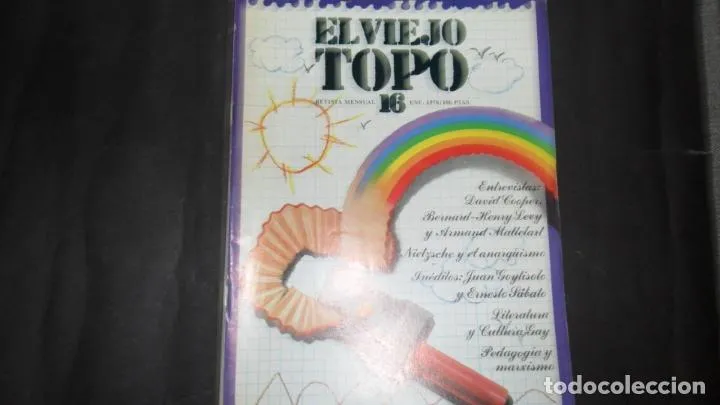 EL VIEJO
TOPO
REVISTA MENSUAL 16 ENE. 1978/100 PTAS
Entrevistas:
David Cooper,
Bernard-Henry Levy
y Armand Mattelart
Nietzsche y el anarquismo
Inéditos: Juan Goytisolo
y Ernesto Sábato
Literatura
y Cultura Gay
Pedagogía y
marxismo
todocoleccion